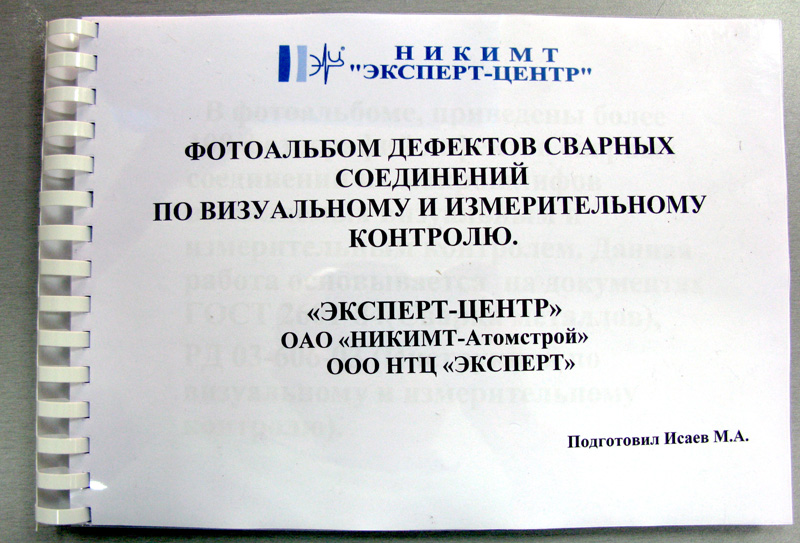 НИКИМТ
"ЭКСПЕРТ-ЦЕНТР"
ФОТОАЛЬБОМ ДЕФЕКТОВ СВАРНЫХ
СОЕДИНЕНИЙ
ПО ВИЗУАЛЬНОМУ И ИЗМЕРИТЕЛЬНОМУ
КОНТРОЛЮ.
«ЭКСПЕРТ-ЦЕНТР»
ОАО «НИКИМТ-Атомстрой»
ООО НТЦ «ЭКСПЕРТ»
Подготовил Исаев М.А.